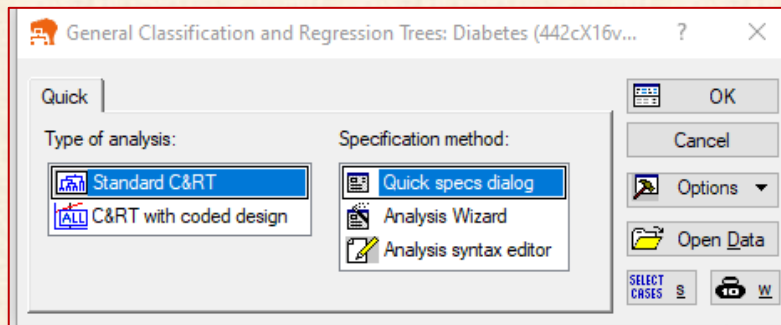 General Classification and Regression Trees: Diabetes (442cX16v...
Quick
Type of analysis:
Standard C&RT
ALL C&RT with coded design
Specification method:
Quick specs dialog
Analysis Wizard
Analysis syntax editor
OK
Cancel
Options
Open Data
SELECT
CASES S
W